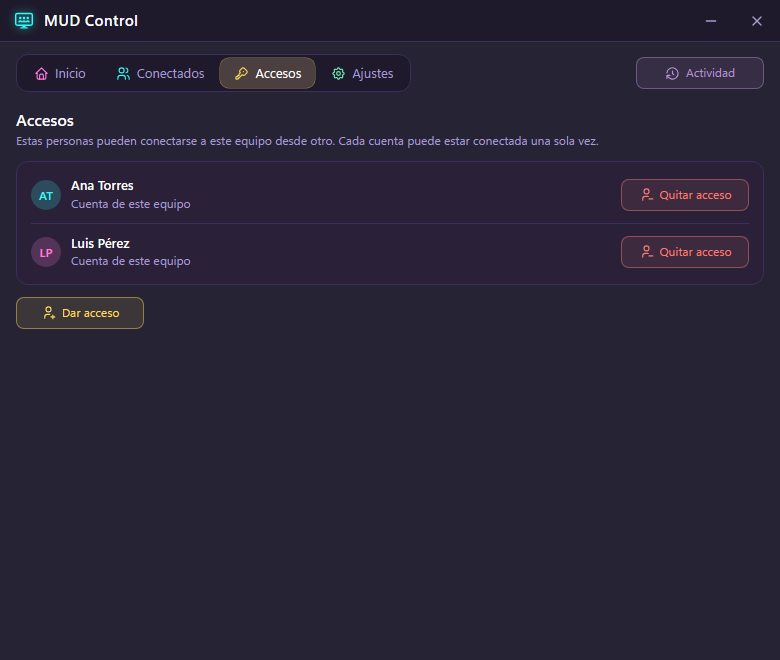 MUD Control
Inicio
Conectados
Accesos
Ajustes
Actividad
Accesos
Estas personas pueden conectarse a este equipo desde otro. Cada cuenta puede estar conectada una sola vez.
AT
Ana Torres
Cuenta de este equipo
Quitar acceso
LP
Luis Pérez
Cuenta de este equipo
Quitar acceso
Dar acceso